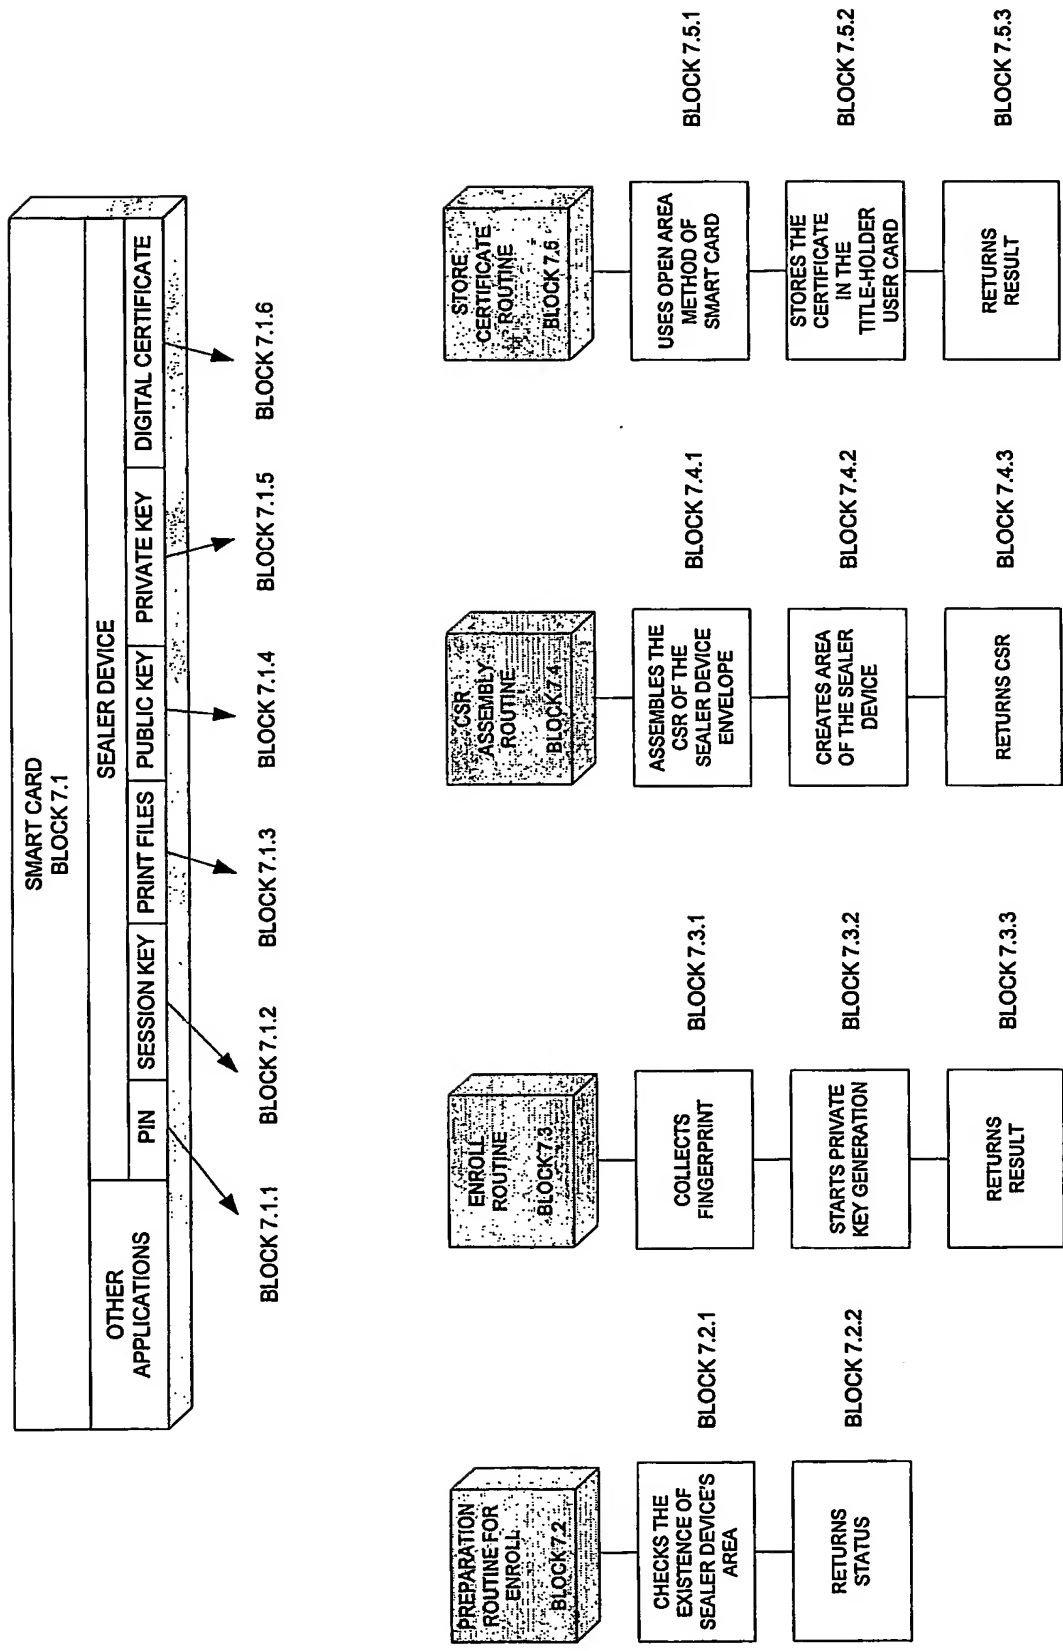 SMART CARD
BLOCK 7.1
OTHER
APPLICATIONS
SEALER DEVICE
PIN
SESSION KEY
PRINT FILES
PUBLIC KEY
PRIVATE KEY
DIGITAL CERTIFICATE
BLOCK 7.1.1
BLOCK 7.1.2
BLOCK 7.1.3
BLOCK 7.1.4
BLOCK 7.1.5
BLOCK 7.1.6
PREPARATION
ROUTINE FOR
ENROLL
BLOCK 7.2
CHECKS THE
EXISTENCE OF
SEALER DEVICE'S
AREA
BLOCK 7.2.1
RETURNS
STATUS
BLOCK 7.2.2
ENROLL
ROUTINE
BLOCK 7.3
COLLECTS
FINGERPRINT
BLOCK 7.3.1
STARTS PRIVATE
KEY GENERATION
BLOCK 7.3.2
RETURNS
RESULT
BLOCK 7.3.3
CSR
ASSEMBLY
ROUTINE
BLOCK 7.4
ASSEMBLES THE
CSR OF THE
SEALER DEVICE
ENVELOPE
BLOCK 7.4.1
CREATES AREA
OF THE SEALER
DEVICE
BLOCK 7.4.2
RETURNS CSR
BLOCK 7.4.3
STORE
CERTIFICATE
ROUTINE
BLOCK
USES OPEN AREA
METHOD OF
SMART CARD
BLOCK 7.5.1
STORES THE
CERTIFICATE
IN THE
TITLE-HOLDER
USER CARD
BLOCK 7.5.2
RETURNS
RESULT
BLOCK 7.5.3